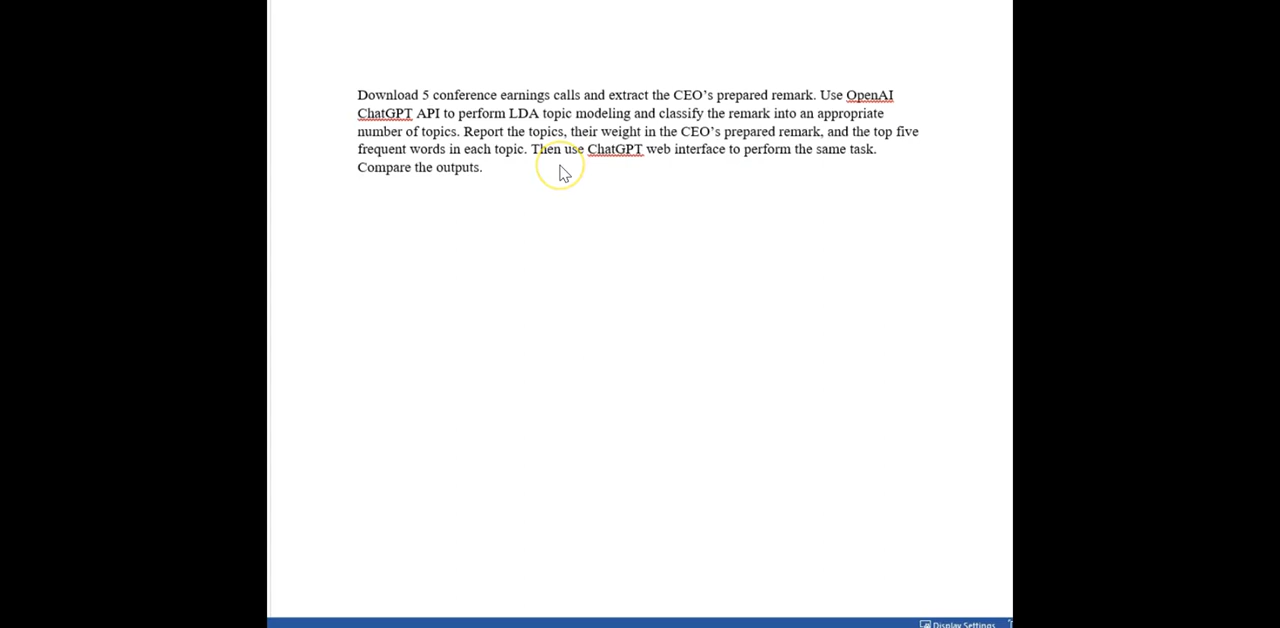 Download 5 conference earnings calls and extract the CEO's prepared remark. Use OpenAI
ChatGPT API to perform LDA topic modeling and classify the remark into an appropriate
number of topics. Report the topics, their weight in the CEO's prepared remark, and the top five
frequent words in each topic. Then use ChatGPT web interface to perform the same task.
Compare the outputs.
Display Settings